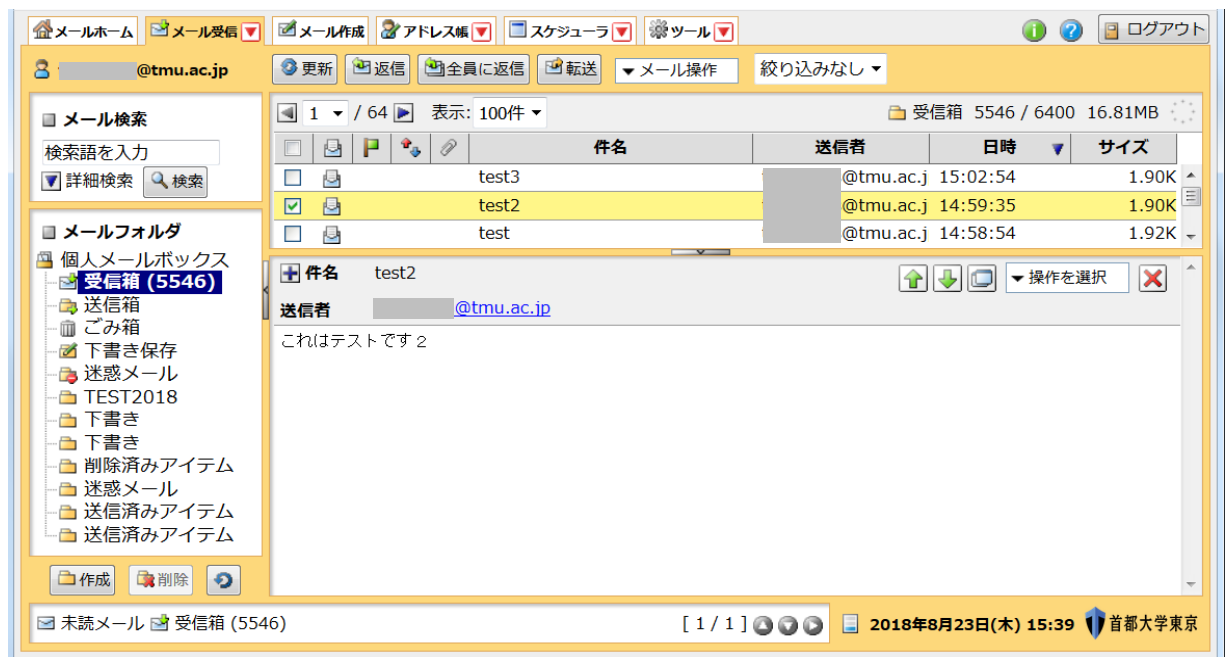 メールホーム メール受信 メール作成 アドレス帳 スケジューラ ツール ログアウト
@tmu.ac.jp 更新 返信 全員に返信 転送 メール操作 絞り込みなし
メール検索
検索語を入力
詳細検索 検索
メールフォルダ
個人メールボックス
受信箱 (5546)
送信箱
ごみ箱
下書き保存
迷惑メール
TEST2018
下書き
下書き
削除済みアイテム
迷惑メール
送信済みアイテム
送信済みアイテム
作成 削除
1 / 64 表示: 100件 受信箱 5546 / 6400 16.81MB
件名 送信者 日時 サイズ
test3 @tmu.ac.j 15:02:54 1.90K
test2 @tmu.ac.j 14:59:35 1.90K
test @tmu.ac.j 14:58:54 1.92K
件名 test2 操作を選択
送信者 @tmu.ac.jp
これはテストです２
未読メール 受信箱 (5546) [ 1 / 1 ] 2018年8月23日(木) 15:39 首都大学東京